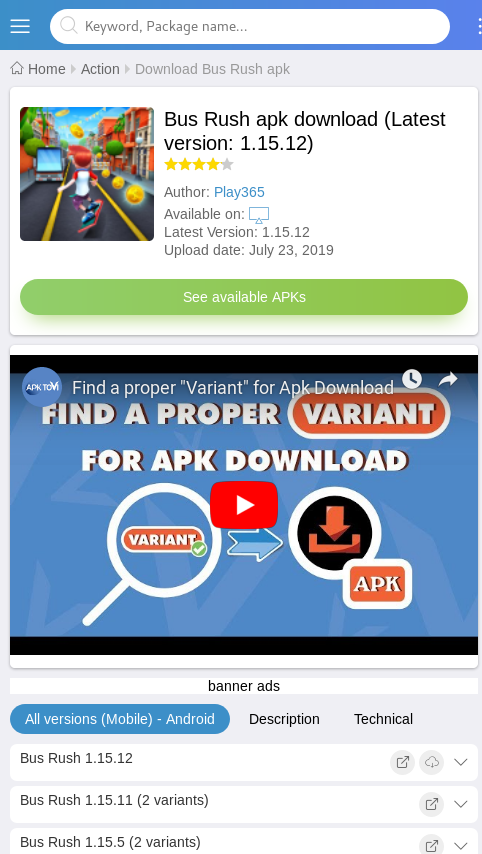 Keyword, Package name...
Home Action Download Bus Rush apk
Bus Rush apk download (Latest
version: 1.15.12)
Author: Play365
Available on:
Latest Version: 1.15.12
Upload date: July 23, 2019
See available APKs
Find a proper "Variant" for Apk Download
FIND A PROPER VARIANT
FOR APK DOWNLOAD
VARIANT
APK
banner ads
All versions (Mobile) - Android Description Technical
Bus Rush 1.15.12
Bus Rush 1.15.11 (2 variants)
Bus Rush 1.15.5 (2 variants)